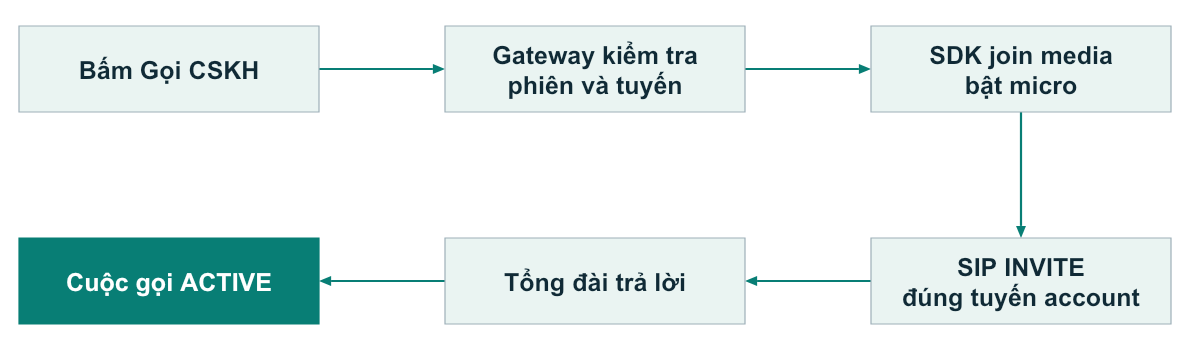 Bấm Gọi CSKH
Gateway kiểm tra
phiên và tuyến
SDK join media
bật micro
SIP INVITE
đúng tuyến account
Tổng đài trả lời
Cuộc gọi ACTIVE